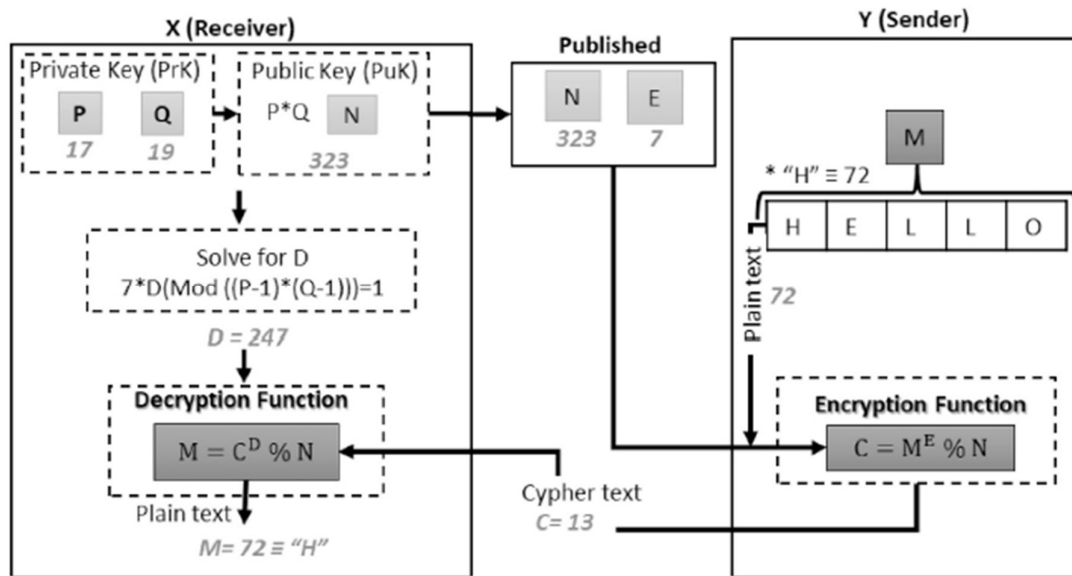 X (Receiver)
Private Key (PrK)
P
Q
17
19
Public Key (PuK)
P*Q
N
323
Solve for D
7*D(Mod ((P-1)*(Q-1)))=1
D = 247
Decryption Function
M = C^D % N
Plain text
M= 72 ≡ “H”
Published
N
E
323
7
Cypher text
C= 13
Y (Sender)
M
* “H” ≡ 72
H E L L O
Plain text
72
Encryption Function
C = M^E % N